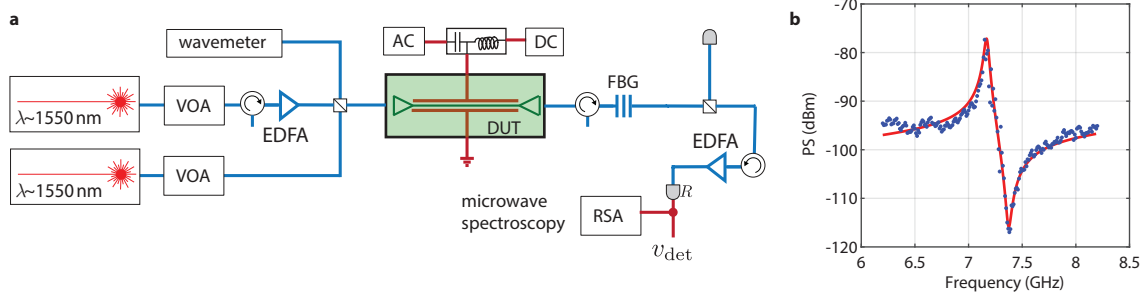 a
wavemeter
AC
DC
λ~1550 nm
VOA
EDFA
DUT
FBG
λ~1550 nm
VOA
EDFA
microwave
spectroscopy
RSA
R
v_det
b
PS (dBm)
-70
-80
-90
-100
-110
-120
6
6.5
7
7.5
8
8.5
Frequency (GHz)